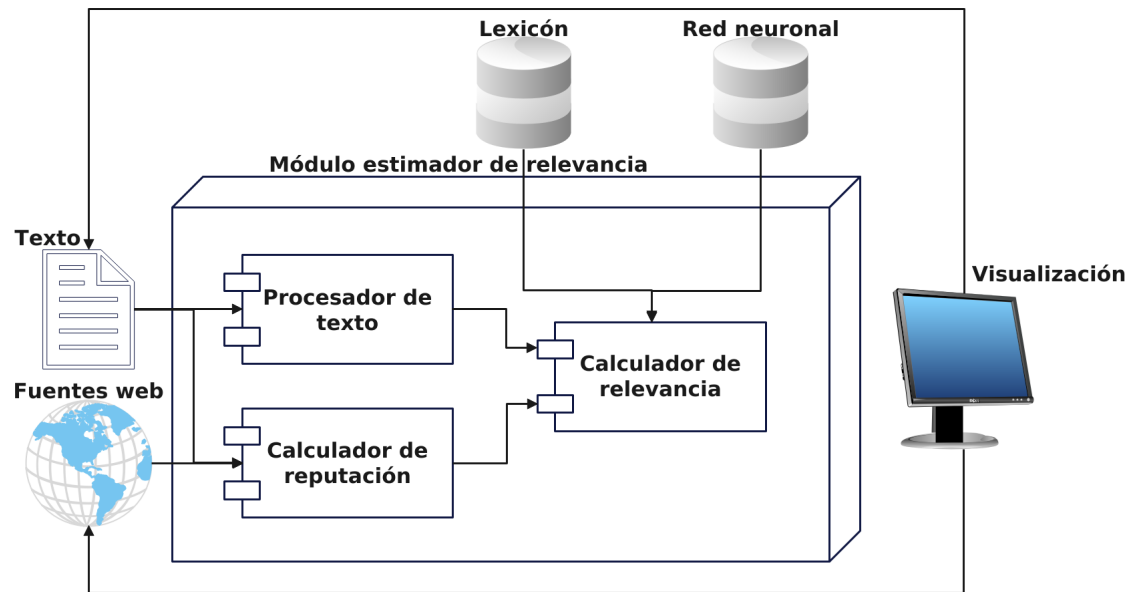 Lexicón
Red neuronal
Módulo estimador de relevancia
Texto
Procesador de
texto
Visualización
Calculador de
relevancia
Fuentes web
Calculador de
reputación